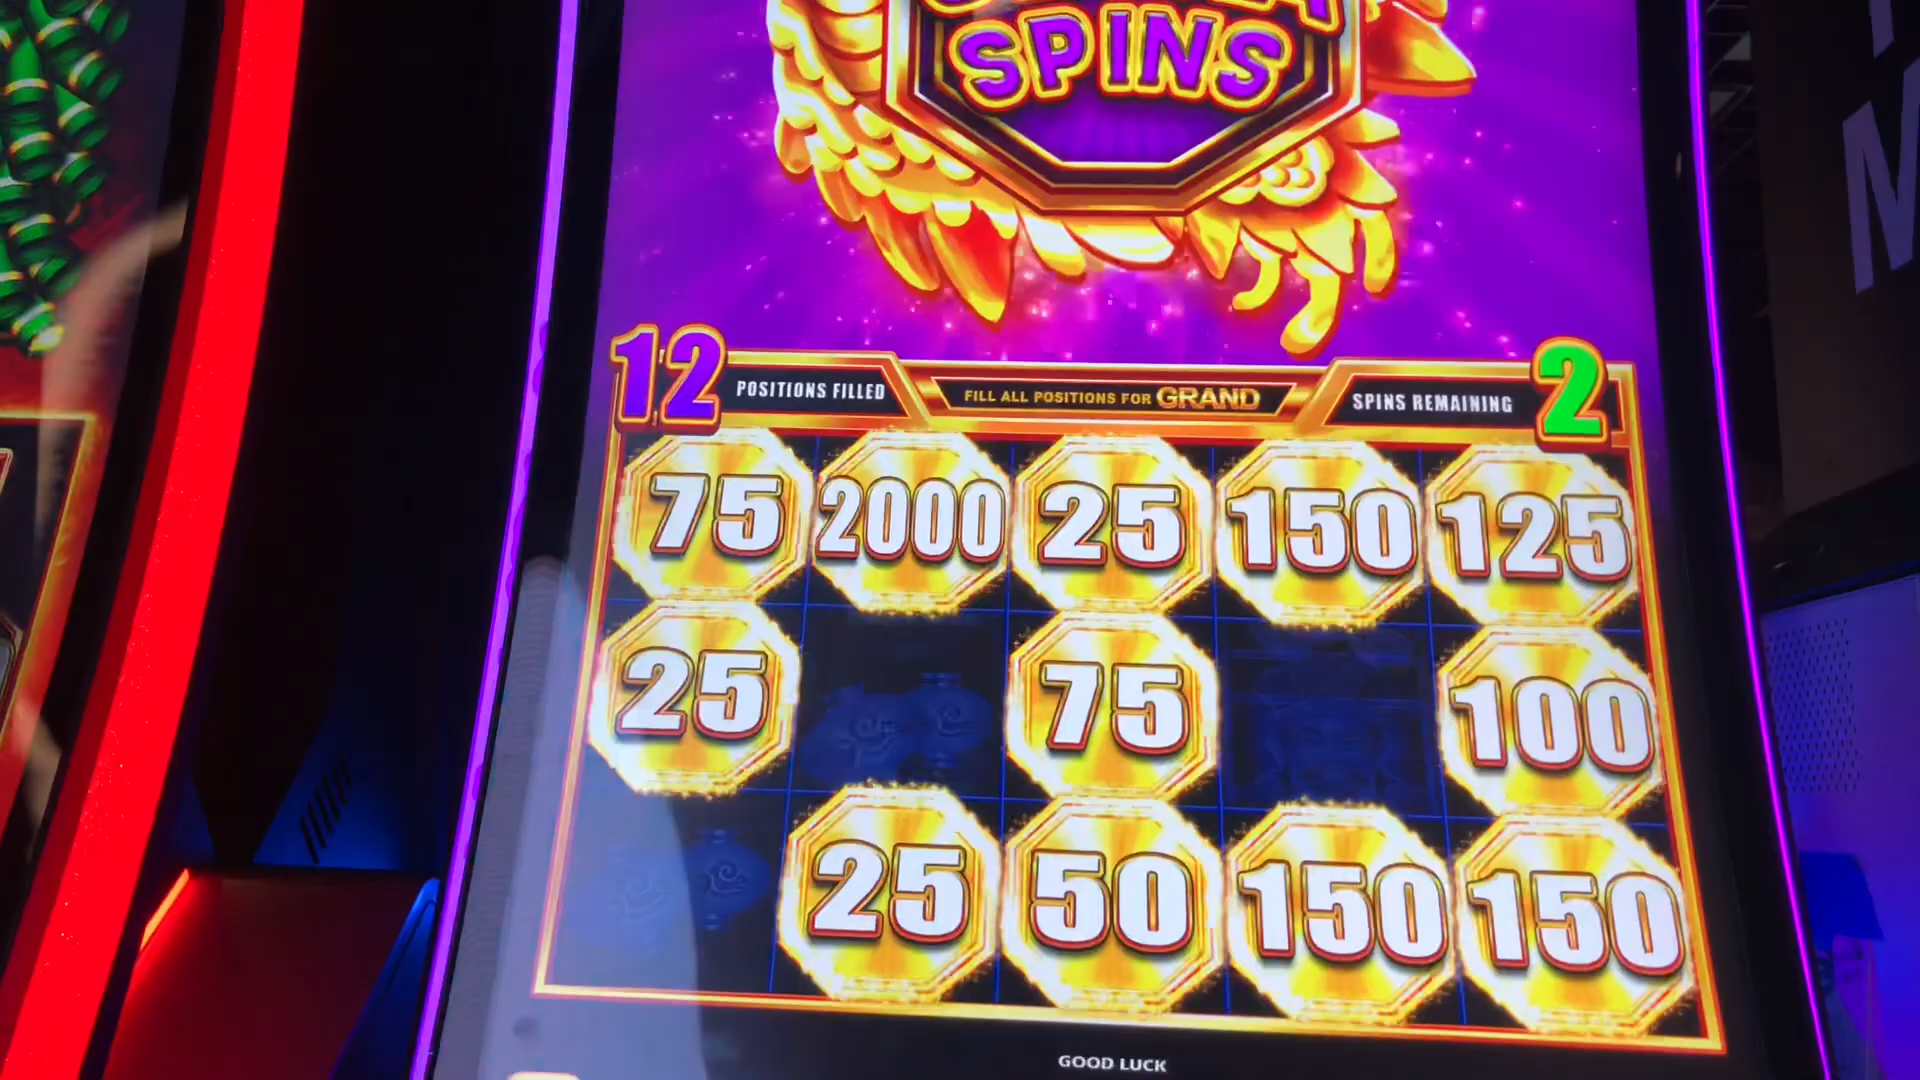 SPINS
12 POSITIONS FILLED
FILL ALL POSITIONS FOR GRAND
SPINS REMAINING 2
75 2000 25 150 125
25 75 100
25 50 150 150
GOOD LUCK